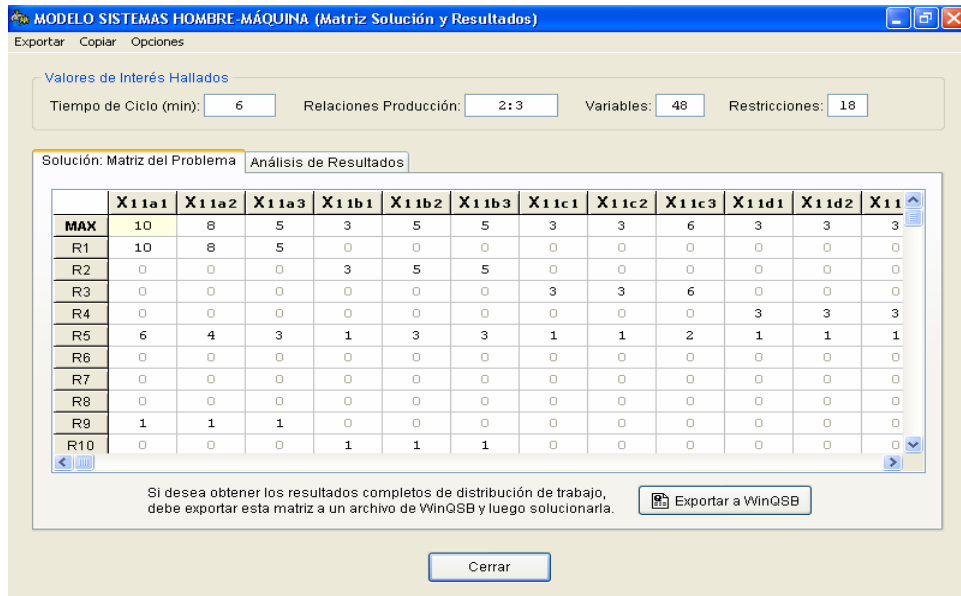 MODELO SISTEMAS HOMBRE-MÁQUINA (Matriz Solución y Resultados)
Exportar Copiar Opciones
Valores de Interés Hallados
Tiempo de Ciclo (min): 6 Relaciones Producción: 2:3 Variables: 48 Restricciones: 18
Solución: Matriz del Problema Análisis de Resultados
X11a1 X11a2 X11a3 X11b1 X11b2 X11b3 X11c1 X11c2 X11c3 X11d1 X11d2 X11
MAX 10 8 5 3 5 5 3 3 6 3 3 3
R1 10 8 5 0 0 0 0 0 0 0 0 0
R2 0 0 0 3 5 5 0 0 0 0 0 0
R3 0 0 0 0 0 0 3 3 6 0 0 0
R4 0 0 0 0 0 0 0 0 0 3 3 3
R5 6 4 3 1 3 3 1 1 2 1 1 1
R6 0 0 0 0 0 0 0 0 0 0 0 0
R7 0 0 0 0 0 0 0 0 0 0 0 0
R8 0 0 0 0 0 0 0 0 0 0 0 0
R9 1 1 1 0 0 0 0 0 0 0 0 0
R10 0 0 0 1 1 1 0 0 0 0 0 0
Si desea obtener los resultados completos de distribución de trabajo,
debe exportar esta matriz a un archivo de WinQSB y luego solucionarla.
Exportar a WinQSB
Cerrar